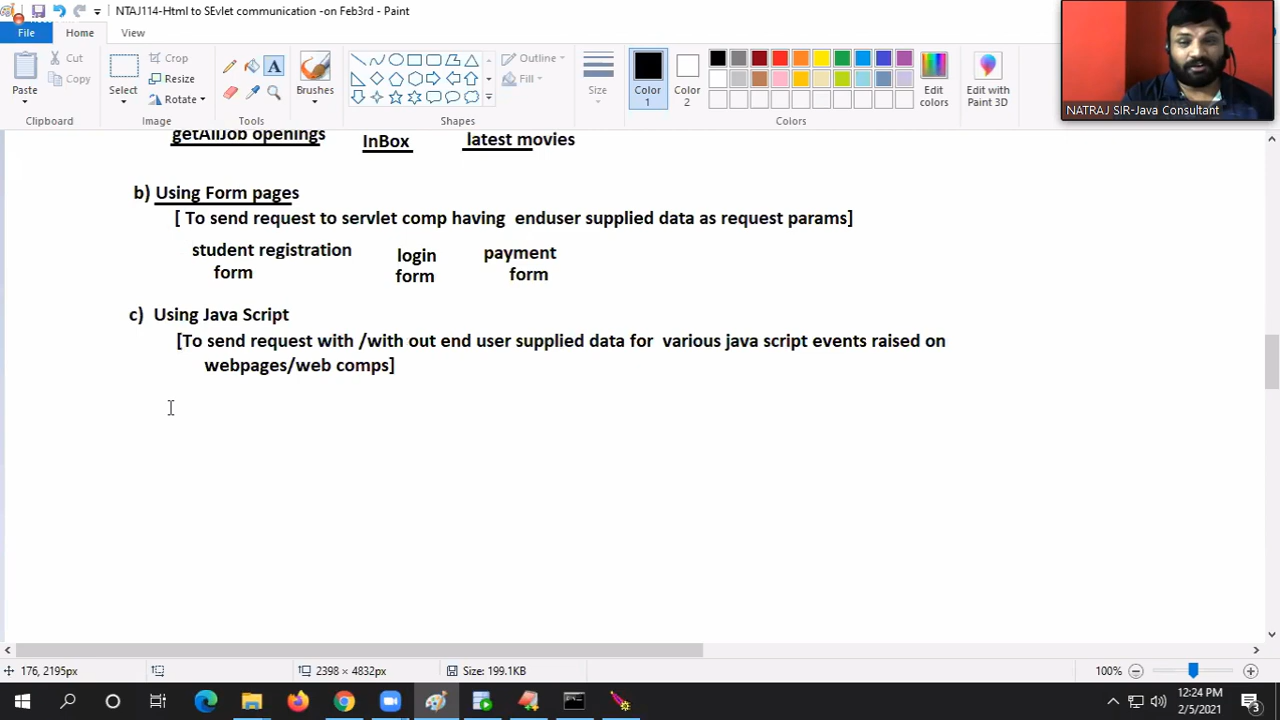 NTAJ114-Html to SEvlet communication -on Feb3rd - Paint
File
Home
View
Paste
Cut
Copy
Clipboard
Select
Crop
Resize
Rotate
Image
Tools
Brushes
Shapes
Outline
Fill
Size
Color 1
Color 2
Colors
Edit colors
Edit with Paint 3D
NATRAJ SIR-Java Consultant
getAllJob openings InBox latest movies
b) Using Form pages
[ To send request to servlet comp having enduser supplied data as request params]
student registration form
login form
payment form
c) Using Java Script
[To send request with /with out end user supplied data for various java script events raised on
webpages/web comps]
176, 2195px
2398 × 4832px
Size: 199.1KB
100%
12:24 PM
2/5/2021
3